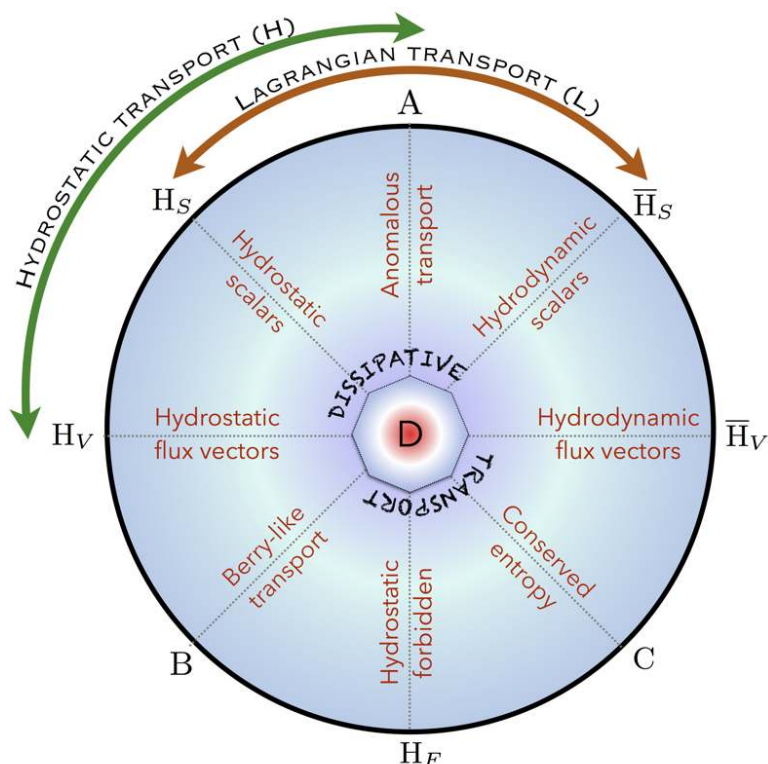 HYDROSTATIC TRANSPORT (H)
LAGRANGIAN TRANSPORT (L)
A
H_S
H̅_S
Anomalous
transport
Hydrostatic
scalars
Hydrodynamic
scalars
DISSIPATIVE
D
TRANSPORT
H_V
Hydrostatic
flux vectors
Hydrodynamic
flux vectors
H̅_V
Berry-like
transport
Hydrostatic
forbidden
Conserved
entropy
B
C
H_F